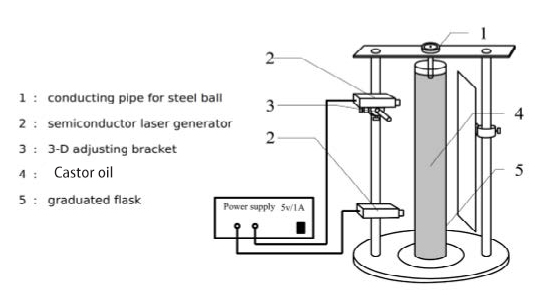 1 : conducting pipe for steel ball
2 : semiconductor laser generator
3 : 3-D adjusting bracket
4 : Castor oil
5 : graduated flask
1
2
3
4
2
5
Power supply 5v/1A